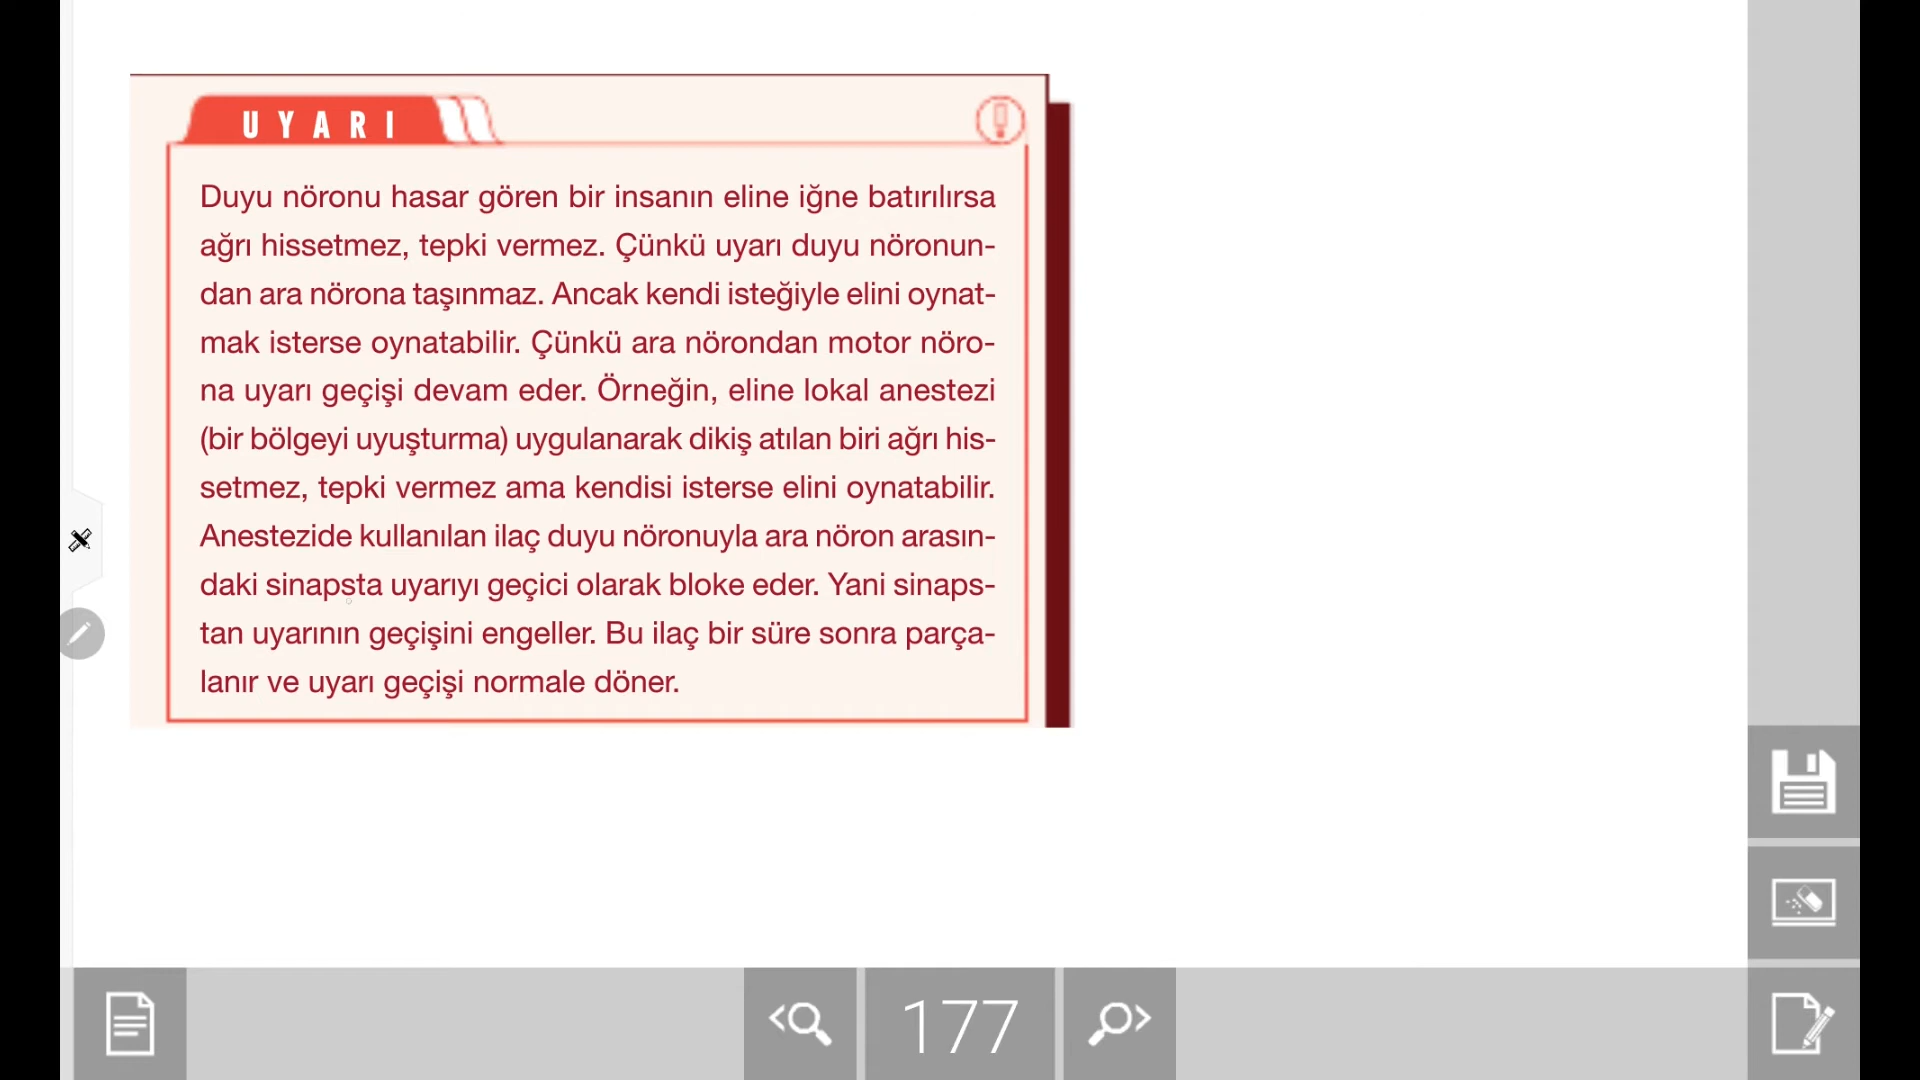 UYARI
Duyu nöronu hasar gören bir insanın eline iğne batırılırsa
ağrı hissetmez, tepki vermez. Çünkü uyarı duyu nöronun-
dan ara nörona taşınmaz. Ancak kendi isteğiyle elini oynat-
mak isterse oynatabilir. Çünkü ara nörondan motor nöro-
na uyarı geçişi devam eder. Örneğin, eline lokal anestezi
(bir bölgeyi uyuşturma) uygulanarak dikiş atılan biri ağrı his-
setmez, tepki vermez ama kendisi isterse elini oynatabilir.
Anestezide kullanılan ilaç duyu nöronuyla ara nöron arasın-
daki sinapsta uyarıyı geçici olarak bloke eder. Yani sinaps-
tan uyarının geçişini engeller. Bu ilaç bir süre sonra parça-
lanır ve uyarı geçişi normale döner.
177